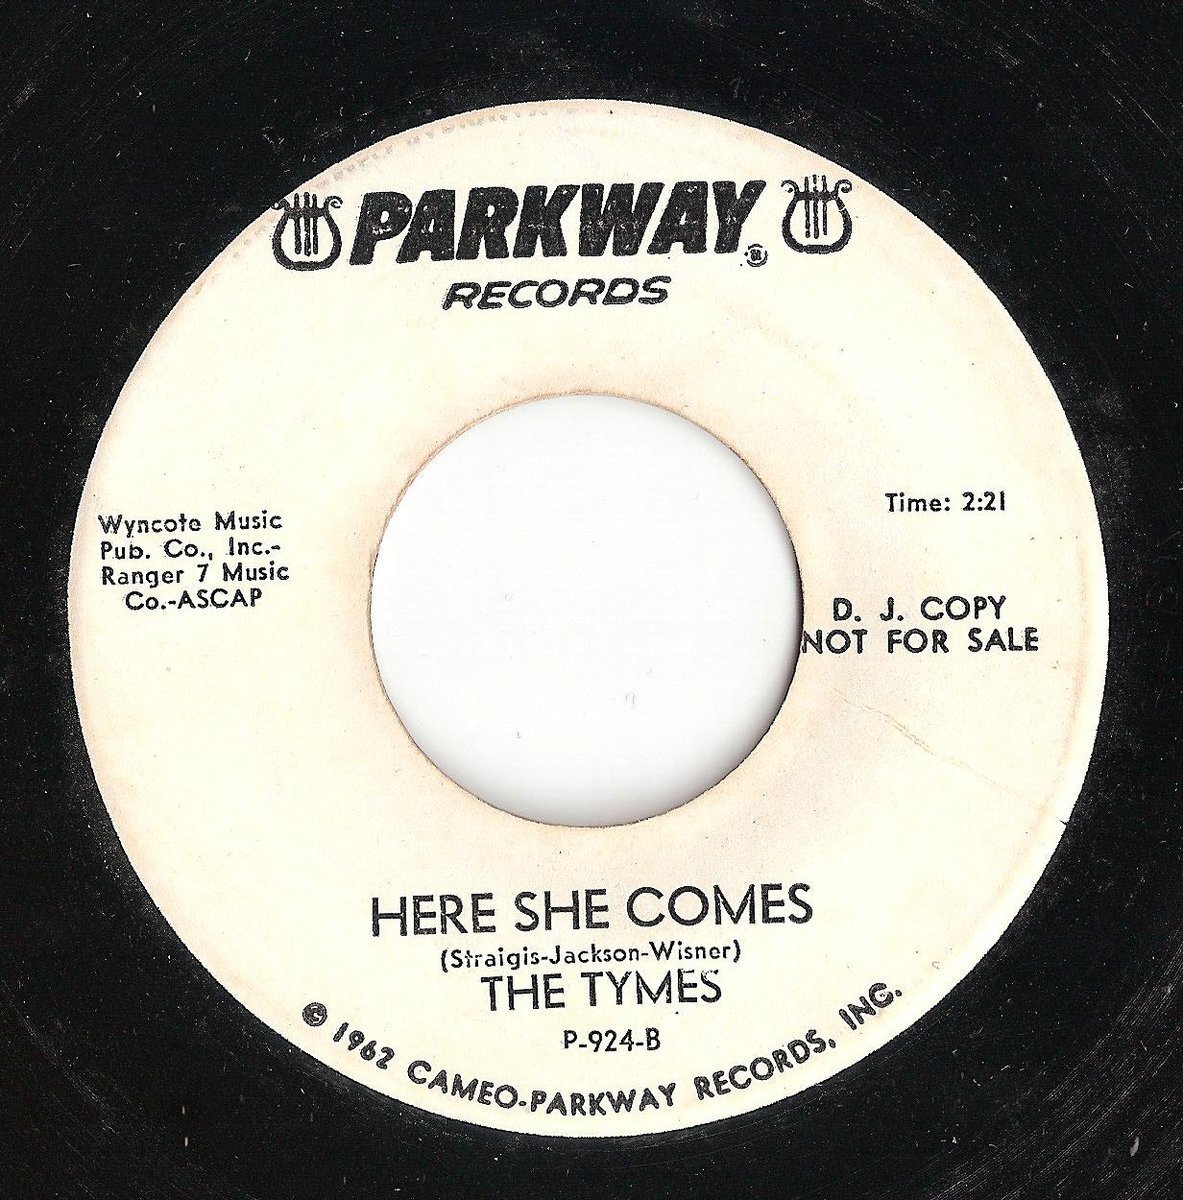 PARKWAY
RECORDS
Wyncote Music
Pub. Co., Inc.-
Ranger 7 Music
Co.-ASCAP
Time: 2:21
D. J. COPY
NOT FOR SALE
HERE SHE COMES
(Straigis-Jackson-Wisner)
THE TYMES
P-924-B
© 1962 CAMEO-PARKWAY RECORDS, INC.